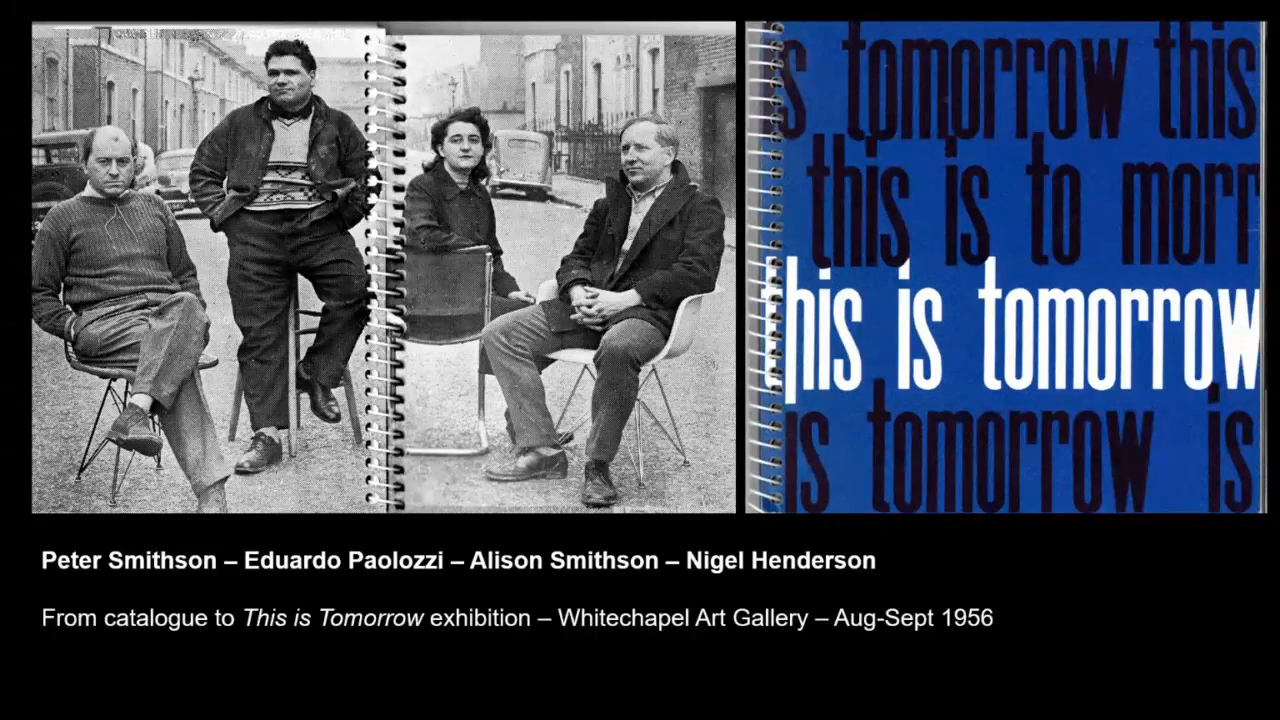 s tomorrow this
this is to morr
this is tomorrow
is tomorrow is
Peter Smithson – Eduardo Paolozzi – Alison Smithson – Nigel Henderson
From catalogue to This is Tomorrow exhibition – Whitechapel Art Gallery – Aug-Sept 1956